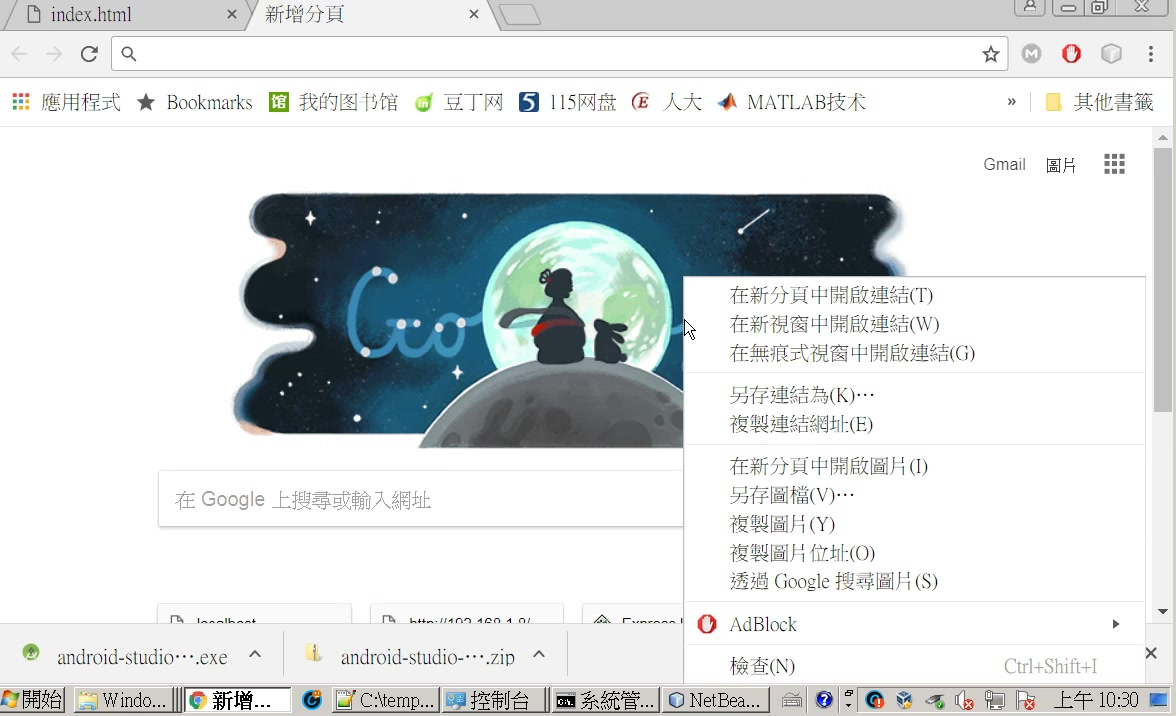 index.html
新增分頁
應用程式 Bookmarks 我的图书馆 豆丁网 115网盘 人大 MATLAB技术 » 其他書籤
Gmail 圖片
Go
在 Google 上搜尋或輸入網址
在新分頁中開啟連結(T)
在新視窗中開啟連結(W)
在無痕式視窗中開啟連結(G)
另存連結為(K)⋯
複製連結網址(E)
在新分頁中開啟圖片(I)
另存圖檔(V)⋯
複製圖片(Y)
複製圖片位址(O)
透過 Google 搜尋圖片(S)
AdBlock
檢查(N) Ctrl+Shift+I
localhost
android-studio⋯.exe
android-studio-⋯.zip
開始 Windo... 新增... C:\temp... 控制台 系統管... NetBea... 上午 10:30